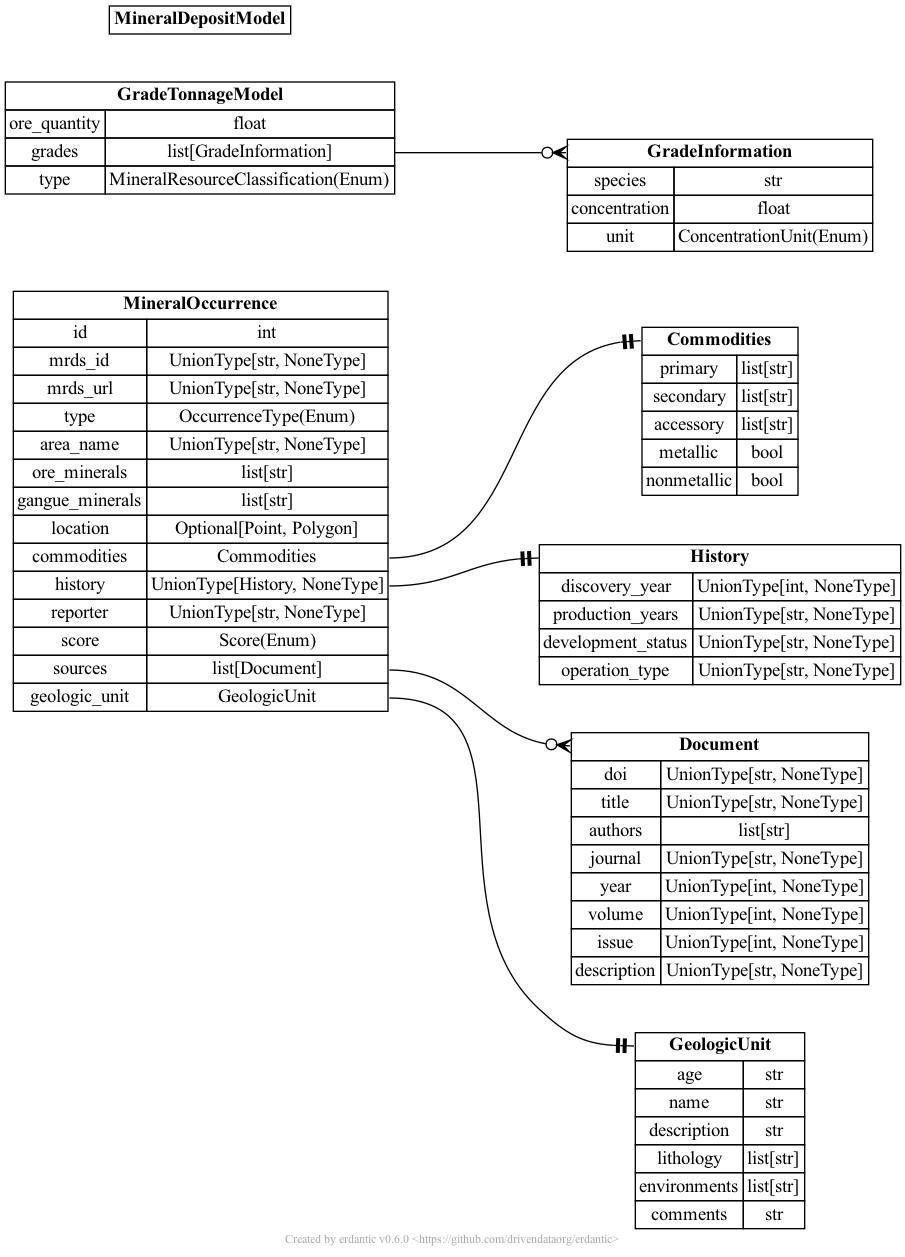 MineralDepositModel
GradeTonnageModel
ore_quantity float
grades list[GradeInformation]
type MineralResourceClassification(Enum)
GradeInformation
species str
concentration float
unit ConcentrationUnit(Enum)
MineralOccurrence
id int
mrds_id UnionType[str, NoneType]
mrds_url UnionType[str, NoneType]
type OccurrenceType(Enum)
area_name UnionType[str, NoneType]
ore_minerals list[str]
gangue_minerals list[str]
location Optional[Point, Polygon]
commodities Commodities
history UnionType[History, NoneType]
reporter UnionType[str, NoneType]
score Score(Enum)
sources list[Document]
geologic_unit GeologicUnit
Commodities
primary list[str]
secondary list[str]
accessory list[str]
metallic bool
nonmetallic bool
History
discovery_year UnionType[int, NoneType]
production_years UnionType[str, NoneType]
development_status UnionType[str, NoneType]
operation_type UnionType[str, NoneType]
Document
doi UnionType[str, NoneType]
title UnionType[str, NoneType]
authors list[str]
journal UnionType[str, NoneType]
year UnionType[int, NoneType]
volume UnionType[int, NoneType]
issue UnionType[int, NoneType]
description UnionType[str, NoneType]
GeologicUnit
age str
name str
description str
lithology list[str]
environments list[str]
comments str
Created by erdantic v0.6.0 <https://github.com/drivendataorg/erdantic>